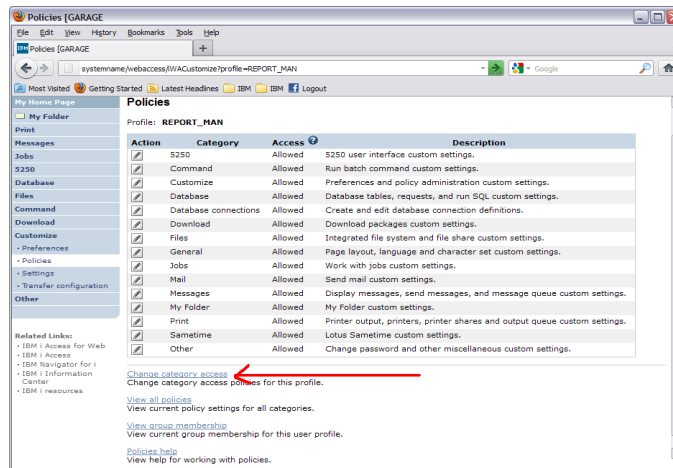 Policies [GARAGE
File Edit View History Bookmarks Tools Help
IBM Policies [GARAGE +
systemname/webaccess/iWACustomize?profile=REPORT_MAN Google
Most Visited Getting Started Latest Headlines IBM IBM Logout
My Home Page
My Folder
Print
Messages
Jobs
5250
Database
Files
Command
Download
Customize
• Preferences
• Policies
• Settings
• Transfer configuration
Other
Related Links:
• IBM i Access for Web
• IBM i Access
• IBM Navigator for i
• IBM i Information
Center
• IBM i resources
Policies
Profile: REPORT_MAN
Action Category Access ? Description
5250 Allowed 5250 user interface custom settings.
Command Allowed Run batch command custom settings.
Customize Allowed Preferences and policy administration custom settings.
Database Allowed Database tables, requests, and run SQL custom settings.
Database connections Allowed Create and edit database connection definitions.
Download Allowed Download packages custom settings.
Files Allowed Integrated file system and file share custom settings.
General Allowed Page layout, language and character set custom settings.
Jobs Allowed Work with jobs custom settings.
Mail Allowed Send mail custom settings.
Messages Allowed Display messages, send messages, and message queue custom settings.
My Folder Allowed My Folder custom settings.
Print Allowed Printer output, printers, printer shares and output queue custom settings.
Sametime Allowed Lotus Sametime custom settings.
Other Allowed Change password and other miscellaneous custom settings.
Change category access
Change category access policies for this profile.
View all policies
View current policy settings for all categories.
View group membership
View current group membership for this user profile.
Policies help
View help for working with policies.